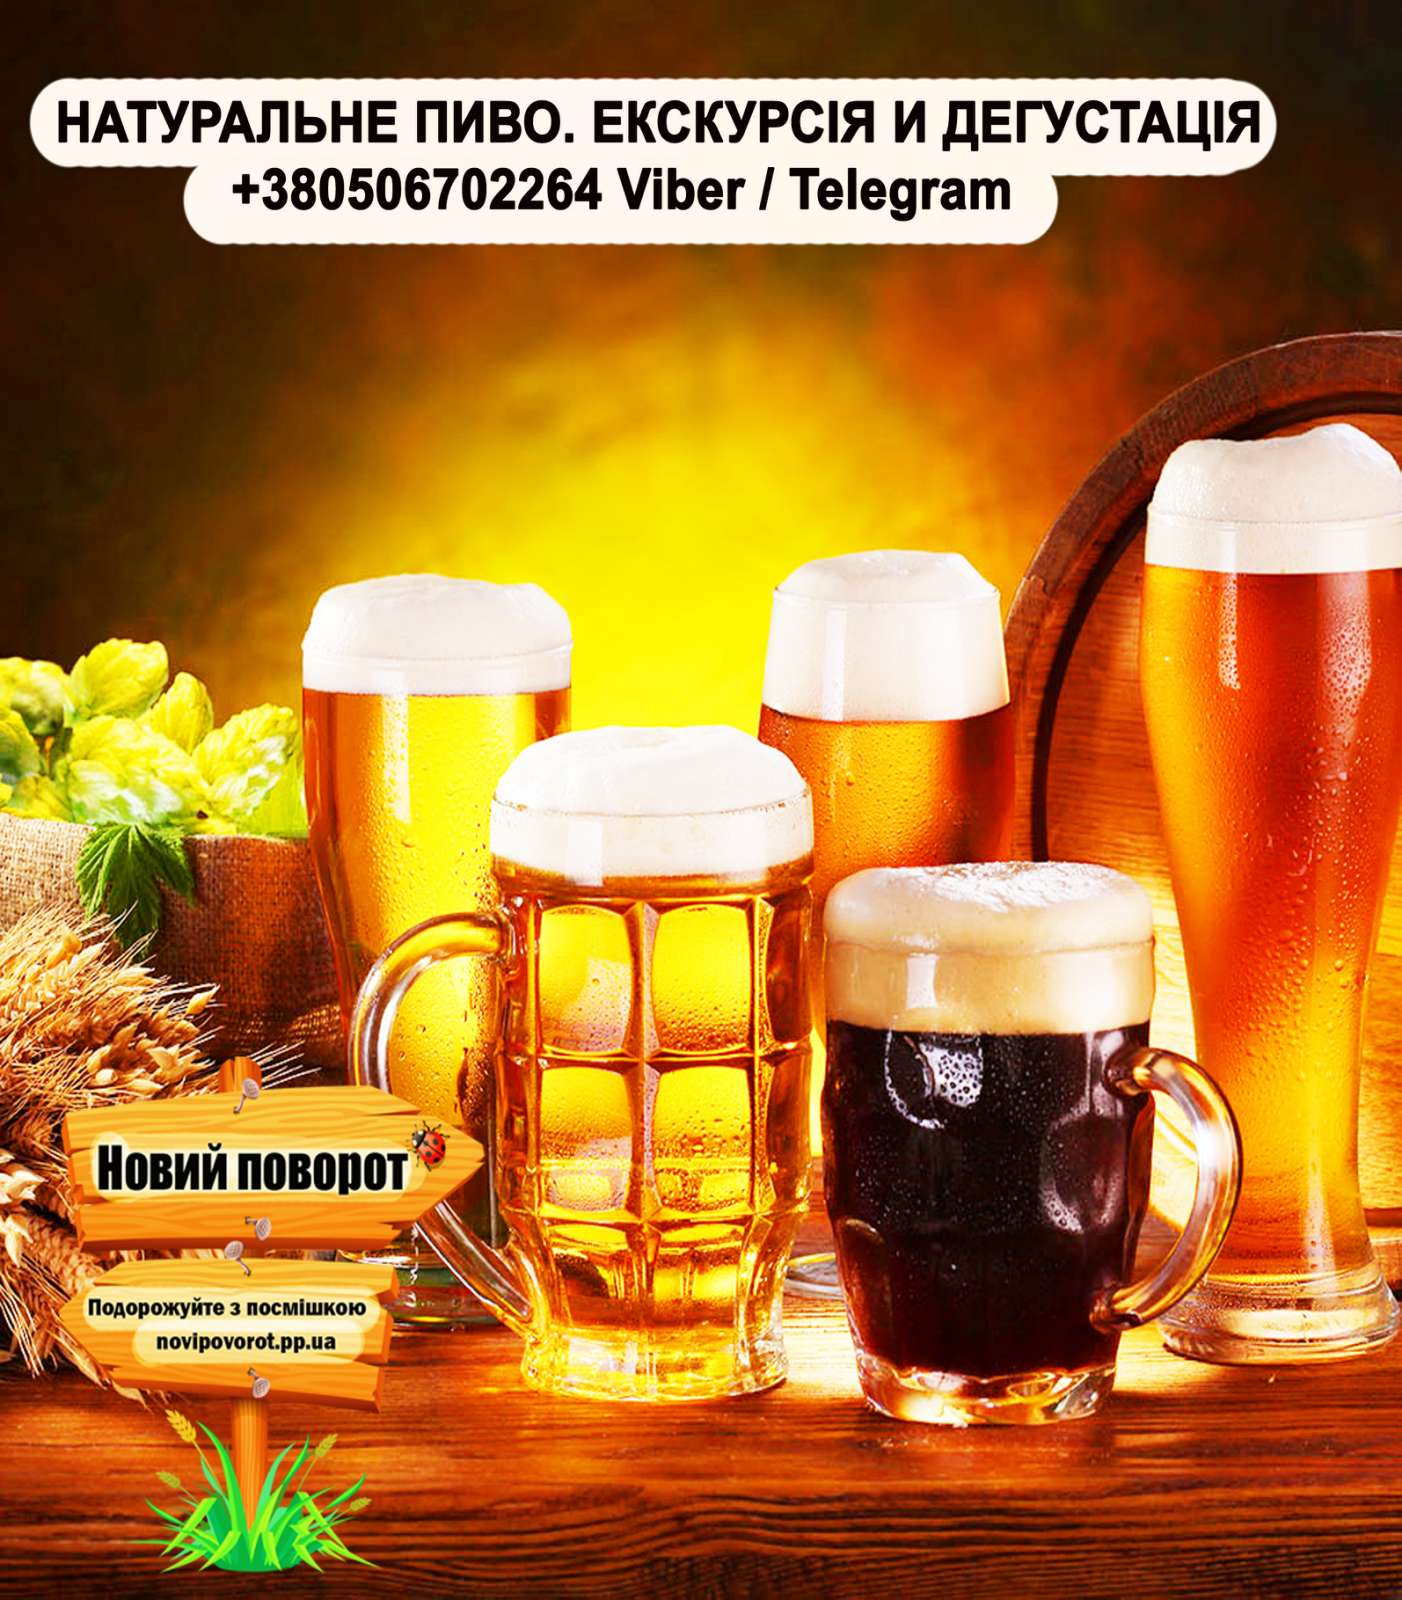 НАТУРАЛЬНЕ ПИВО. ЕКСКУРСІЯ И ДЕГУСТАЦІЯ
+380506702264 Viber / Telegram
Новий поворот
Подорожуйте з посмішкою
novipovorot.pp.ua